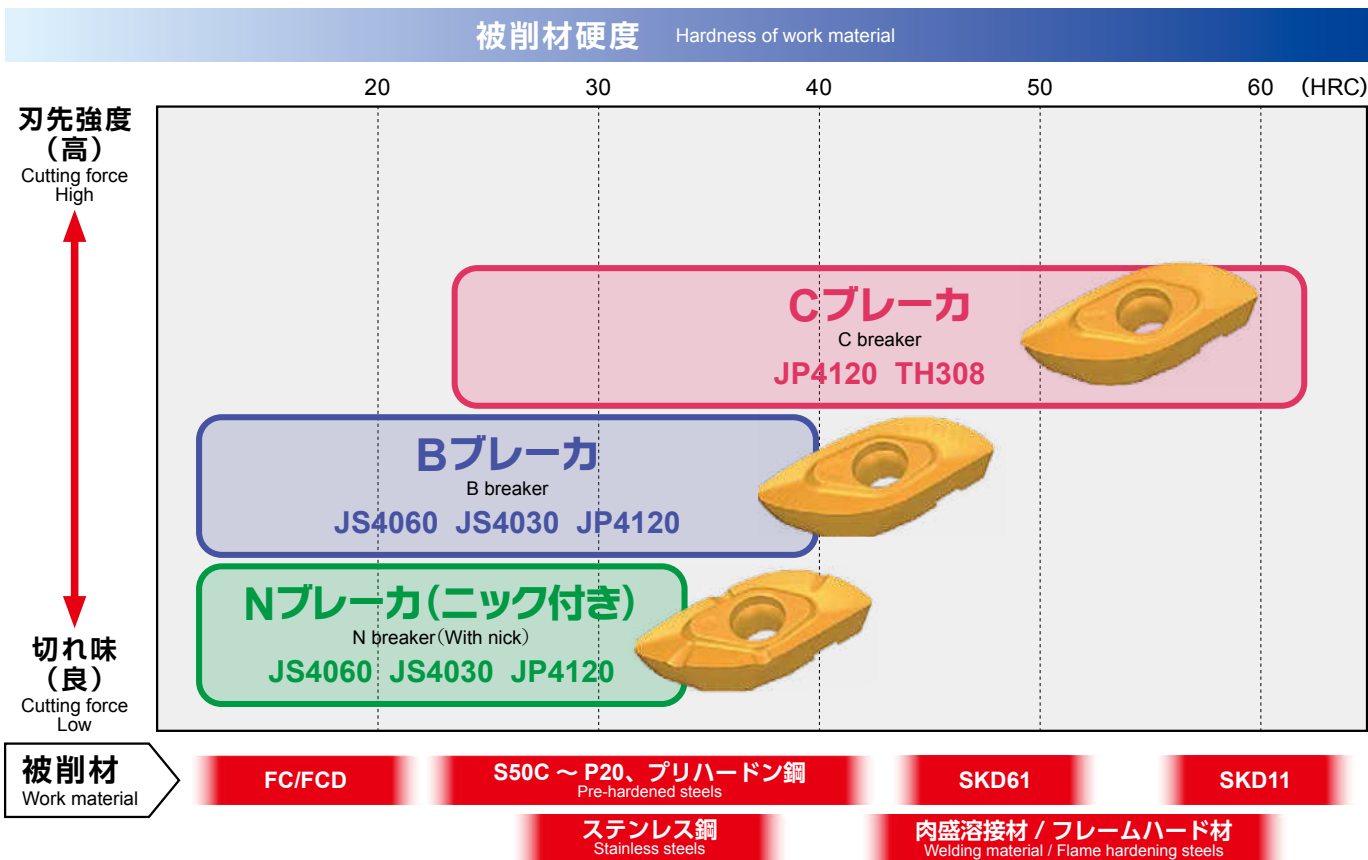 被削材硬度 Hardness of work material
20 30 40 50 60 (HRC)
刃先強度
(高)
Cutting force
High
Cブレーカ
C breaker
JP4120 TH308
Bブレーカ
B breaker
JS4060 JS4030 JP4120
Nブレーカ(ニック付き)
N breaker(With nick)
JS4060 JS4030 JP4120
切れ味
(良)
Cutting force
Low
被削材
Work material
FC/FCD
S50C ~ P20、プリハードン鋼
Pre-hardened steels
SKD61
SKD11
ステンレス鋼
Stainless steels
肉盛溶接材 / フレームハード材
Welding material / Flame hardening steels